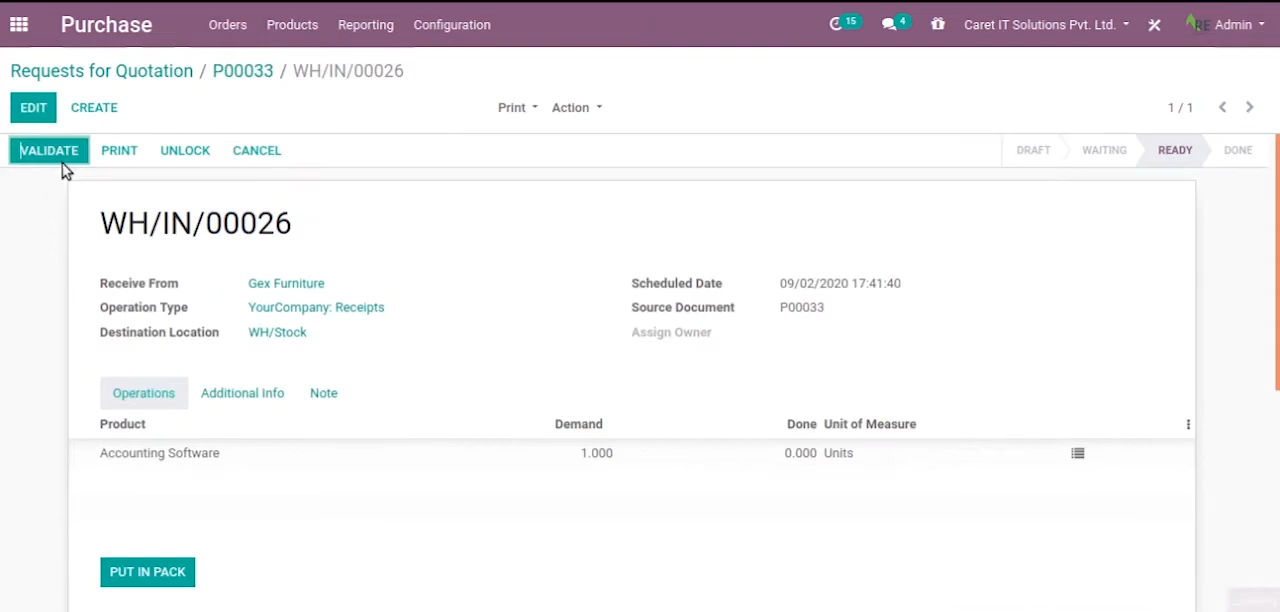 Purchase Orders Products Reporting Configuration 15 4 Caret IT Solutions Pvt. Ltd. Admin
Requests for Quotation / P00033 / WH/IN/00026
EDIT CREATE Print Action 1 / 1
VALIDATE PRINT UNLOCK CANCEL DRAFT WAITING READY DONE
WH/IN/00026
Receive From Gex Furniture Scheduled Date 09/02/2020 17:41:40
Operation Type YourCompany: Receipts Source Document P00033
Destination Location WH/Stock Assign Owner
Operations Additional Info Note
Product Demand Done Unit of Measure
Accounting Software 1.000 0.000 Units
PUT IN PACK